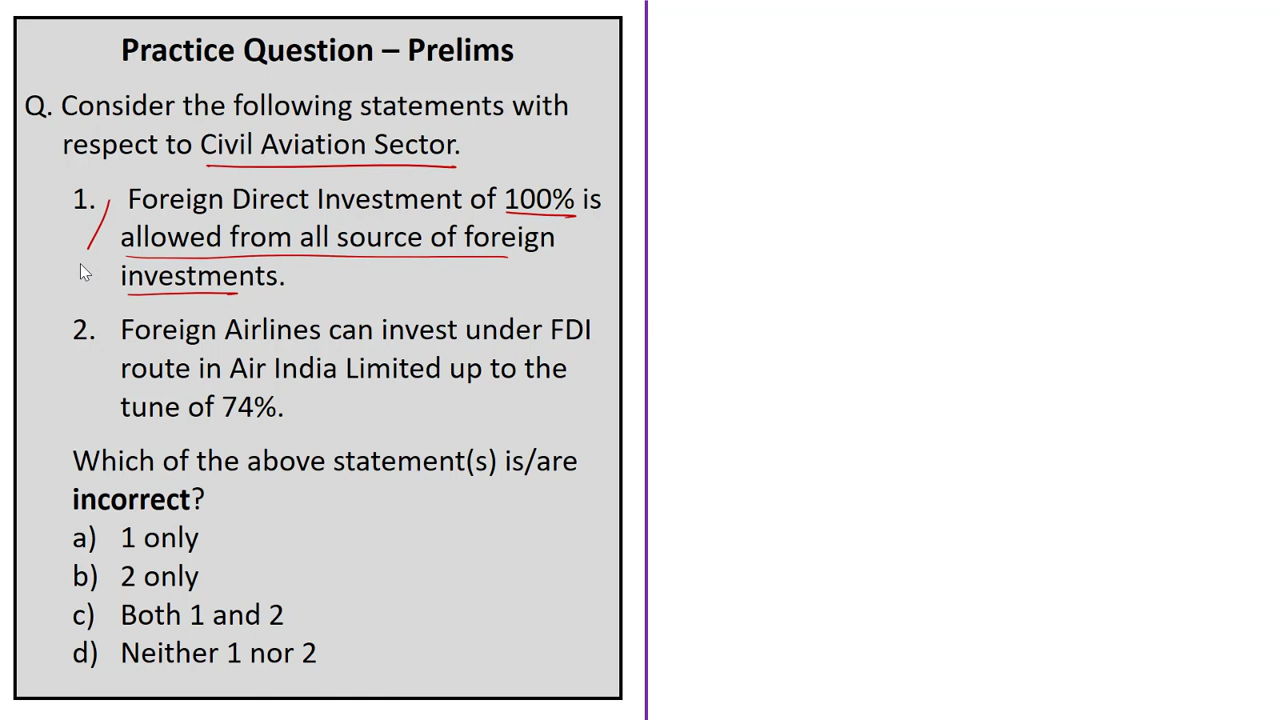 Practice Question – Prelims
Q. Consider the following statements with
respect to Civil Aviation Sector.
1. Foreign Direct Investment of 100% is
allowed from all source of foreign
investments.
2. Foreign Airlines can invest under FDI
route in Air India Limited up to the
tune of 74%.
Which of the above statement(s) is/are
incorrect?
a) 1 only
b) 2 only
c) Both 1 and 2
d) Neither 1 nor 2